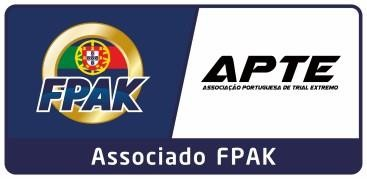 FPAK
APTE
ASSOCIAÇÃO PORTUGUESA DE TRIAL EXTREMO
Associado FPAK